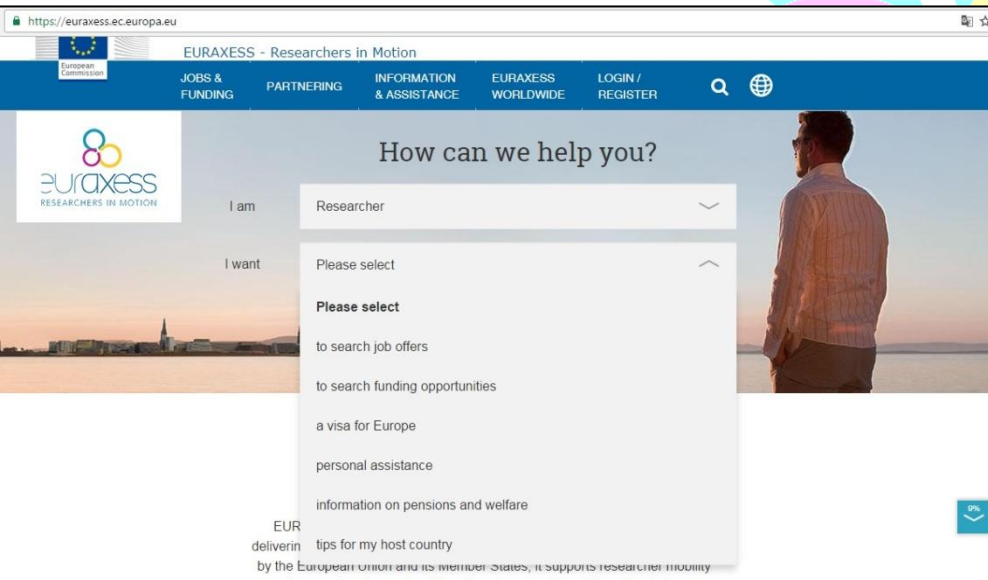 https://euraxess.ec.europa.eu
European
Commission
EURAXESS - Researchers in Motion
JOBS &
FUNDING
PARTNERING
INFORMATION
& ASSISTANCE
EURAXESS
WORLDWIDE
LOGIN /
REGISTER
How can we help you?
euraxess
RESEARCHERS IN MOTION
I am
Researcher
I want
Please select
Please select
to search job offers
to search funding opportunities
a visa for Europe
personal assistance
information on pensions and welfare
tips for my host country
9%
EUR
deliverin
by the European Union and its Member States, it supports researcher mobility